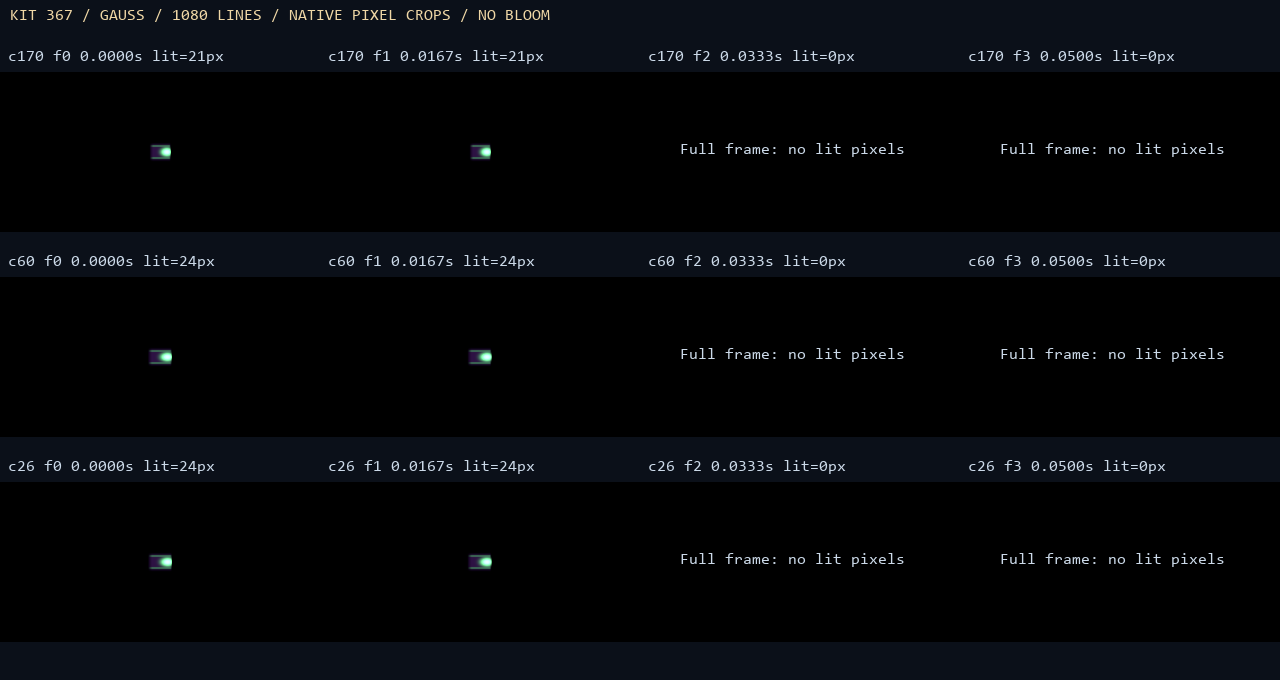 KIT 367 / GAUSS / 1080 LINES / NATIVE PIXEL CROPS / NO BLOOM
c170 f0 0.0000s lit=21px
c170 f1 0.0167s lit=21px
c170 f2 0.0333s lit=0px
c170 f3 0.0500s lit=0px
Full frame: no lit pixels
Full frame: no lit pixels
c60 f0 0.0000s lit=24px
c60 f1 0.0167s lit=24px
c60 f2 0.0333s lit=0px
c60 f3 0.0500s lit=0px
Full frame: no lit pixels
Full frame: no lit pixels
c26 f0 0.0000s lit=24px
c26 f1 0.0167s lit=24px
c26 f2 0.0333s lit=0px
c26 f3 0.0500s lit=0px
Full frame: no lit pixels
Full frame: no lit pixels